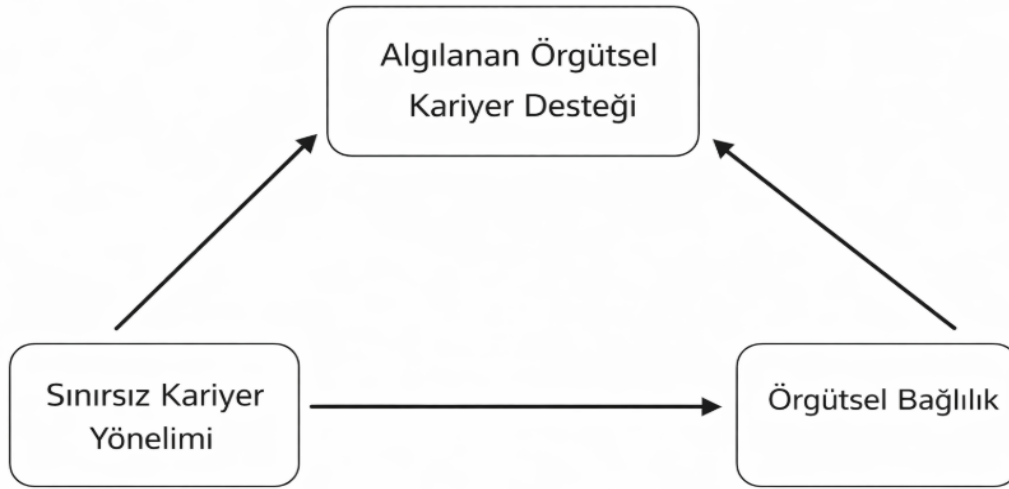 Algılanan Örgütsel
Kariyer Desteği
Sınırsız Kariyer
Yönelimi
Örgütsel Bağlılık